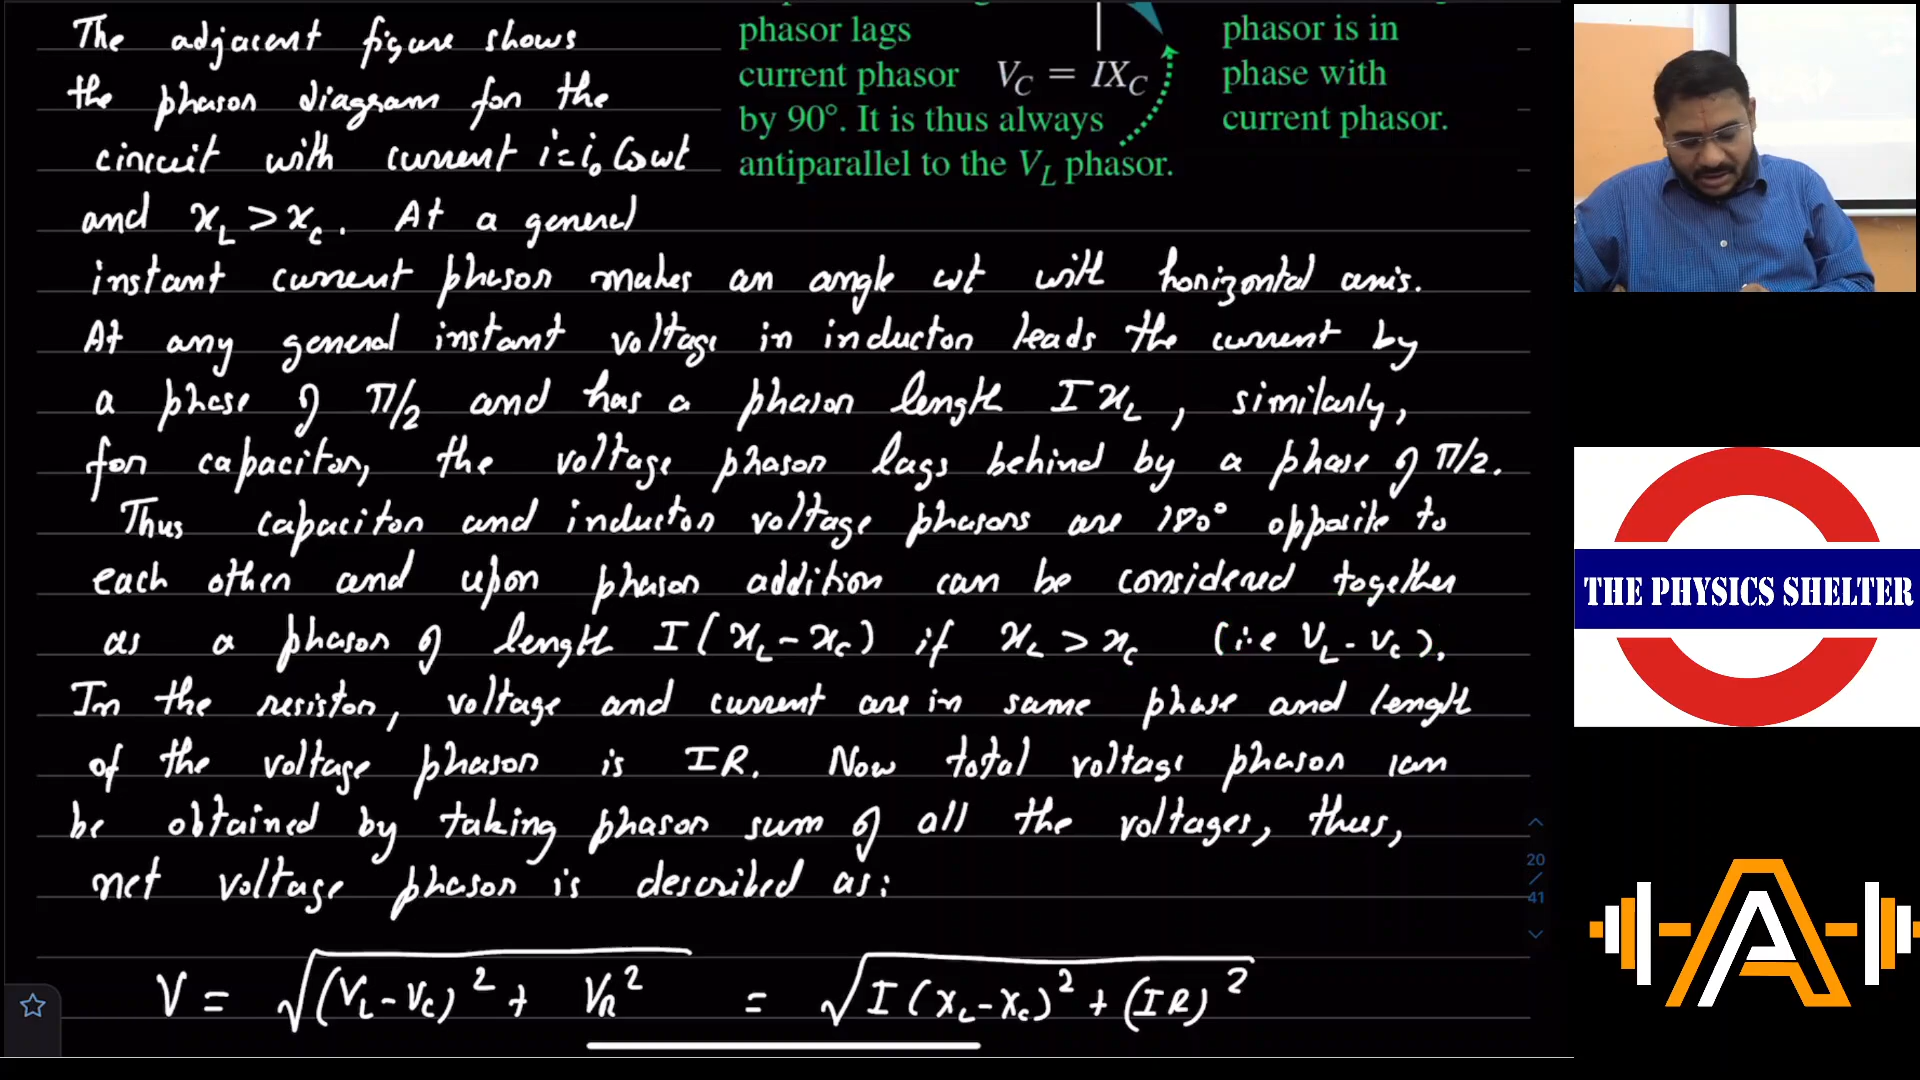 The adjacent figure shows
the phasor diagram for the
circuit with current i=i₀ Cosωt
and x_L > x_C. At a general
phasor lags
current phasor V_C = IX_C
by 90°. It is thus always
antiparallel to the V_L phasor.
phasor is in
phase with
current phasor.
instant current phasor makes an angle ωt with horizontal axis.
At any general instant voltage in inductor leads the current by
a phase of π/2 and has a phasor length I x_L, similarly,
for capacitor, the voltage phasor lags behind by a phase of π/2.
Thus capacitor and inductor voltage phasors are 180° opposite to
each other and upon phasor addition can be considered together
as a phasor of length I(x_L - x_C) if x_L > x_C (i.e V_L - V_C).
In the resistor, voltage and current are in same phase and length
of the voltage phasor is IR. Now total voltage phasor can
be obtained by taking phasor sum of all the voltages, thus,
net voltage phasor is described as:
V = √((V_L - V_C)² + V_R²) = √(I(X_L - X_C)² + (IR)²)
20
/
41
THE PHYSICS SHELTER